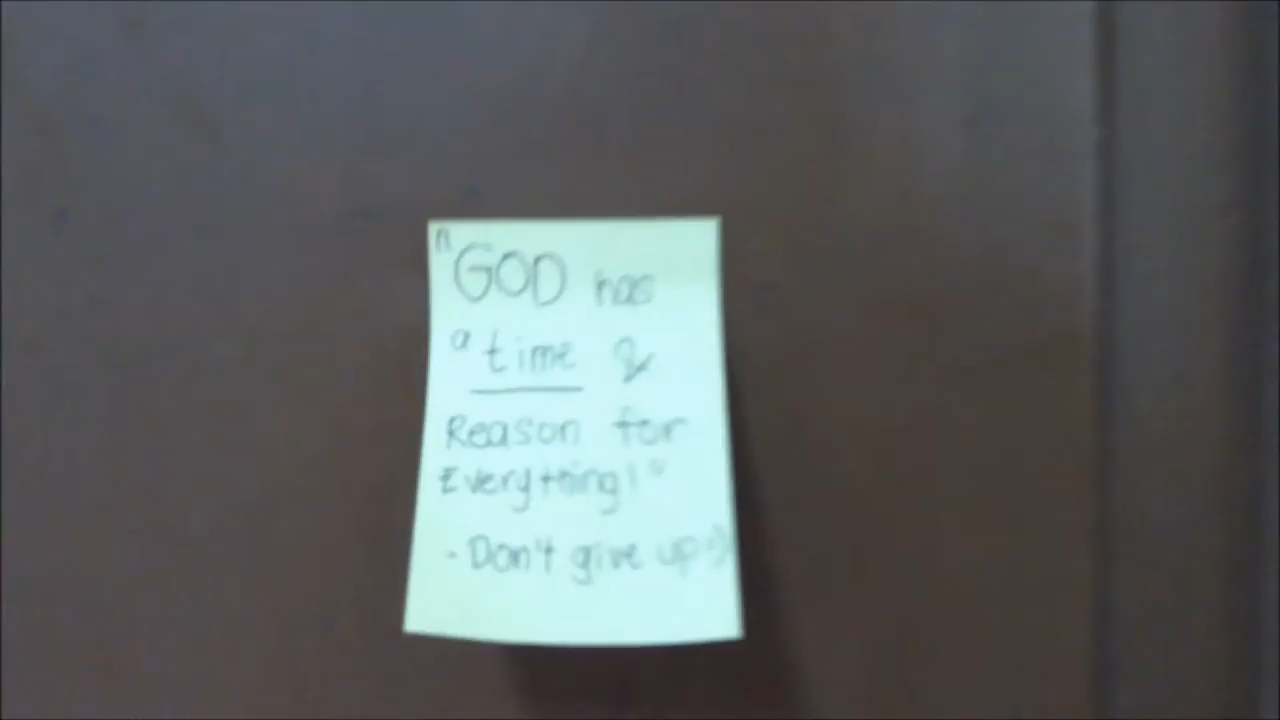 "GOD has
a time &
Reason for
Everything!"
- Don't give up :)